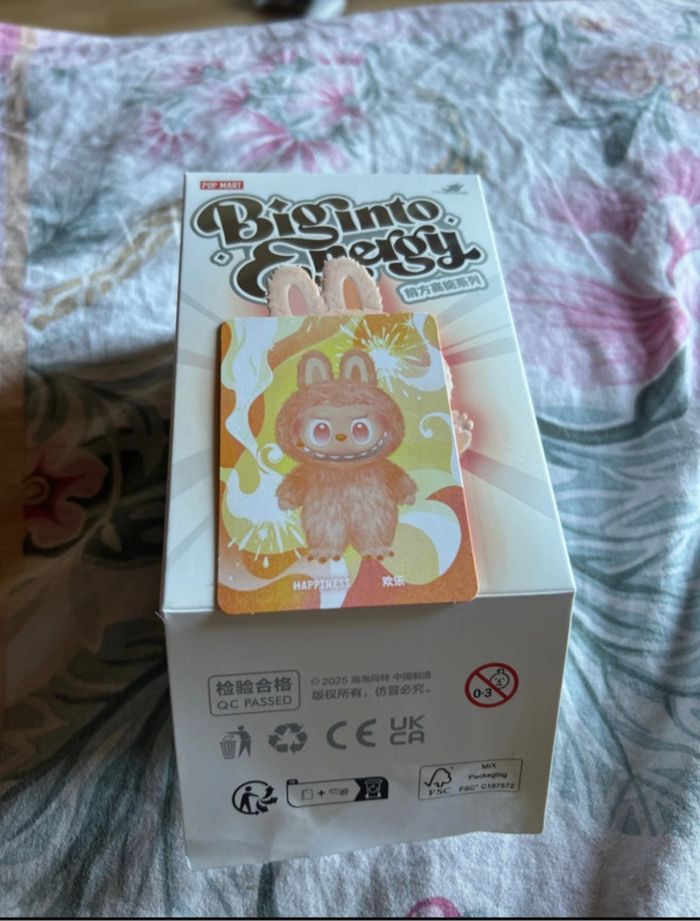 POP MART
Big into
Energy
前方高能系列
HAPPINESS 欢乐
检验合格
QC PASSED
© 2025 泡泡玛特 中国制造
版权所有，仿冒必究。
0-3
CE
UK
CA
FSC
MIX
Packaging
FSC® C197572